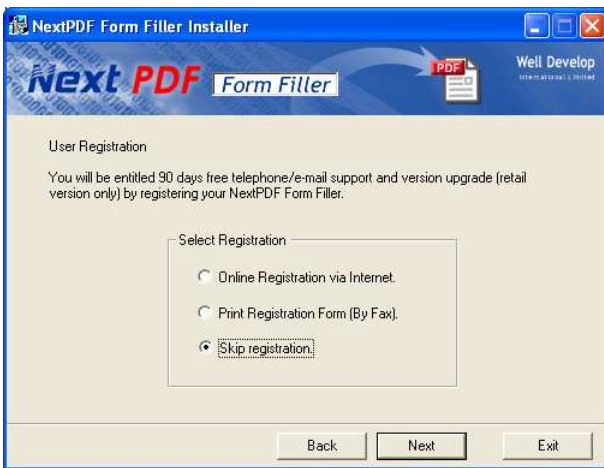 NextPDF Form Filler Installer
Next PDF Form Filler
PDF
Well Develop
International Limited
User Registration
You will be entitled 90 days free telephone/e-mail support and version upgrade (retail
version only) by registering your NextPDF Form Filler.
Select Registration
Online Registration via Internet.
Print Registration Form (By Fax).
Skip registration.
Back
Next
Exit